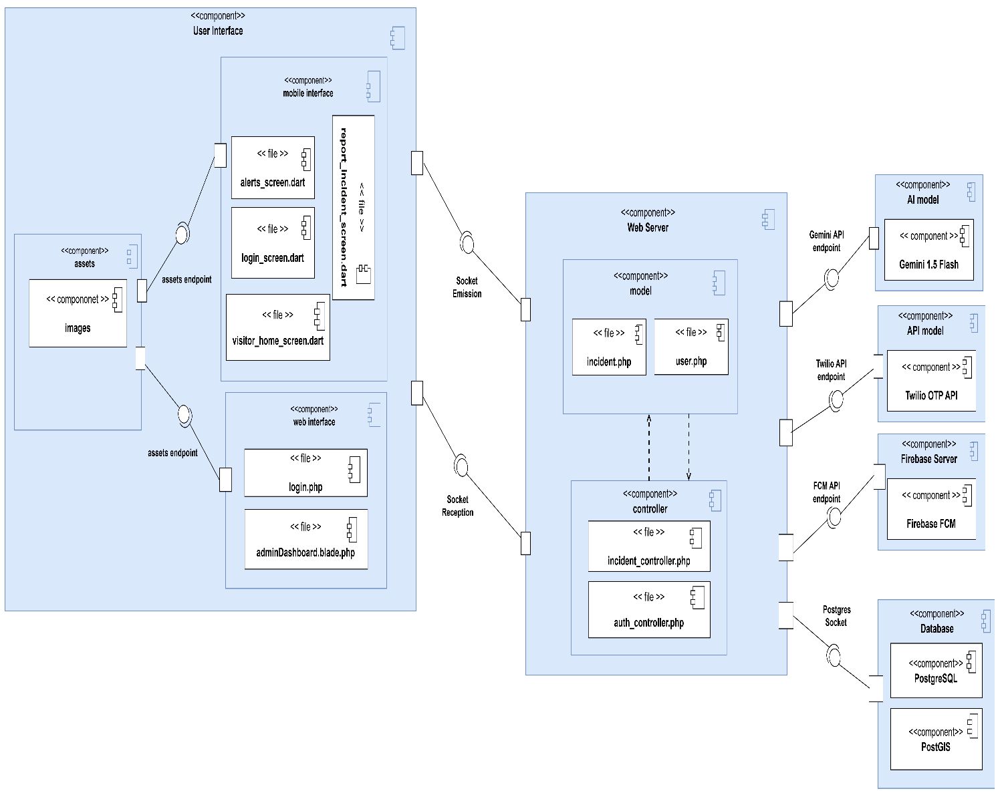 <<component>>
User Interface
<<component>>
mobile interface
<< file >>
alerts_screen.dart
<< file >>
login_screen.dart
<< file >>
report_incident_screen.dart
<< file >>
visitor_home_screen.dart
<<component>>
assets
<< compononet >>
images
assets endpoint
assets endpoint
<<component>>
web interface
<< file >>
login.php
<< file >>
adminDashboard.blade.php
Socket
Emission
Socket
Reception
<<component>>
Web Server
<<component>>
model
<< file >>
incident.php
<< file >>
user.php
<<component>>
controller
<< file >>
incident_controller.php
<< file >>
auth_controller.php
Gemini API
endpoint
Twilio API
endpoint
FCM API
endpoint
Postgres
Socket
<<component>>
AI model
<< component >>
Gemini 1.5 Flash
<<component>>
API model
<< component >>
Twilio OTP API
<<component>>
Firebase Server
<< component >>
Firebase FCM
<<component>>
Database
<<component>>
PostgreSQL
<<component>>
PostGIS